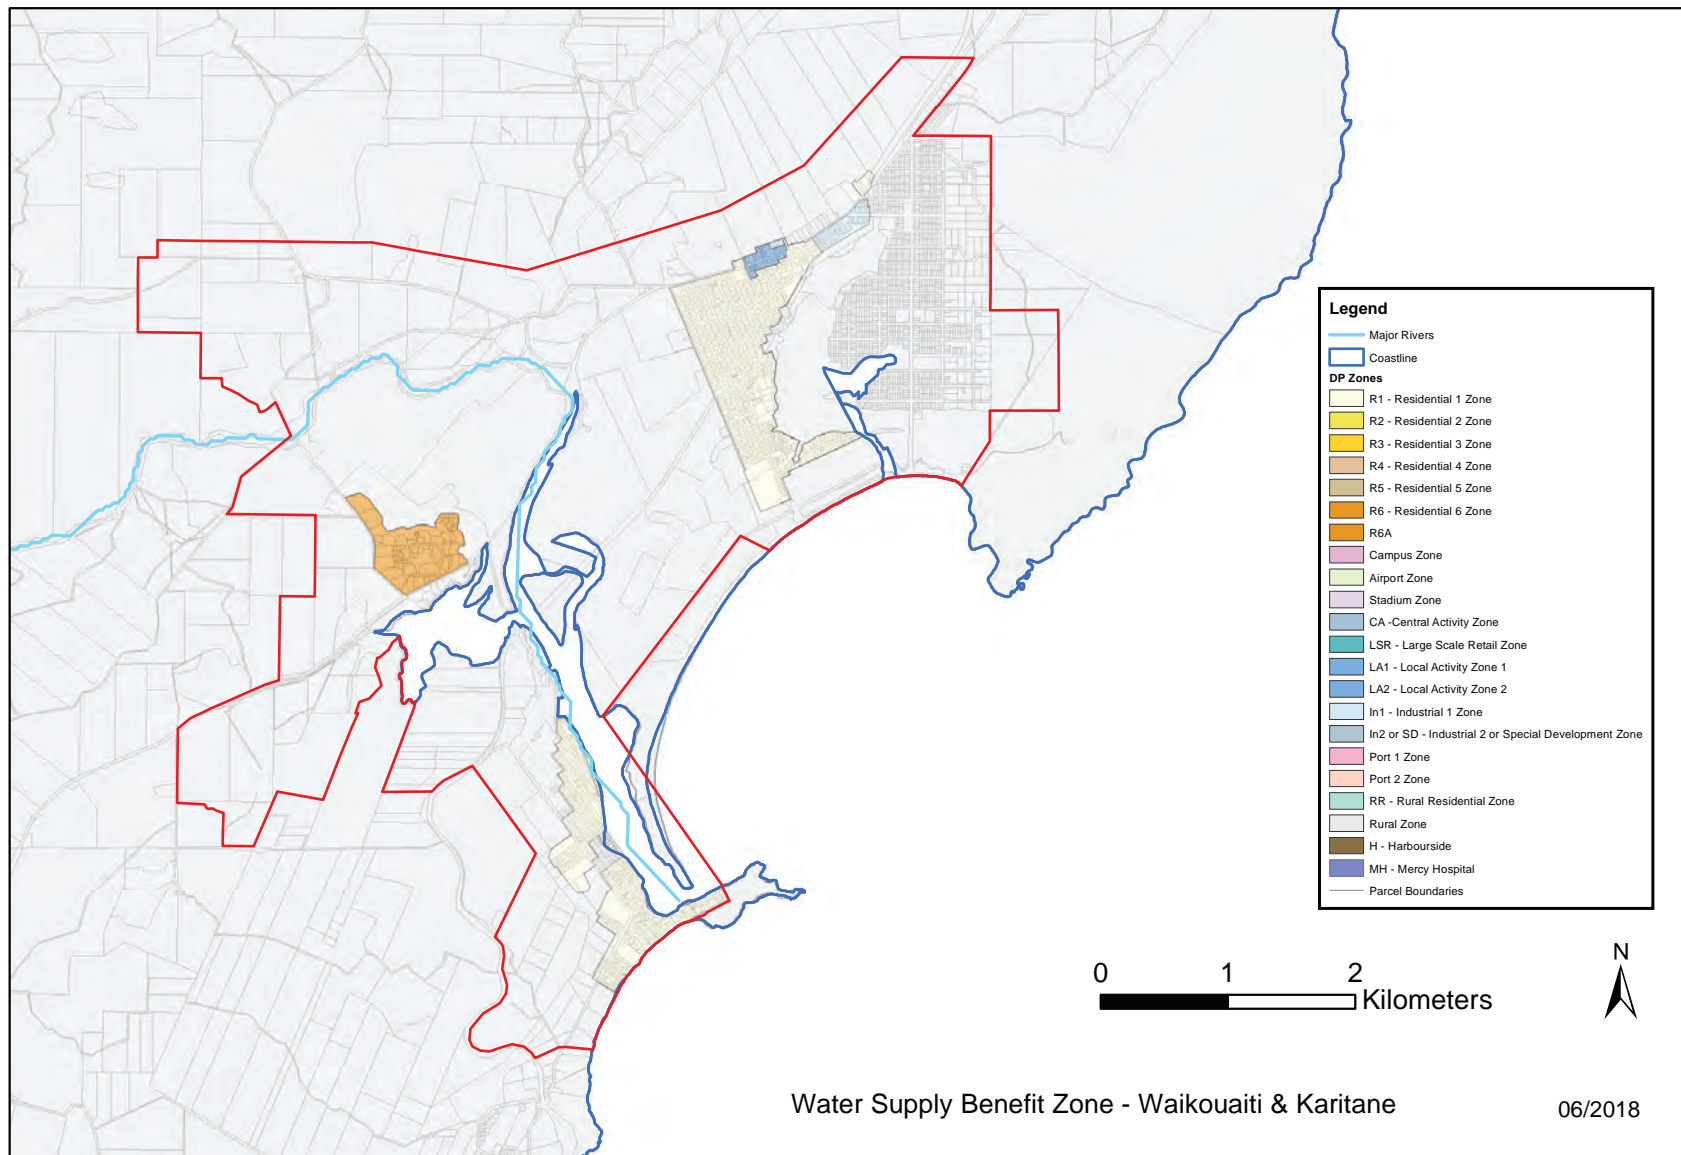 Legend
Major Rivers
Coastline
DP Zones
R1 - Residential 1 Zone
R2 - Residential 2 Zone
R3 - Residential 3 Zone
R4 - Residential 4 Zone
R5 - Residential 5 Zone
R6 - Residential 6 Zone
R6A
Campus Zone
Airport Zone
Stadium Zone
CA -Central Activity Zone
LSR - Large Scale Retail Zone
LA1 - Local Activity Zone 1
LA2 - Local Activity Zone 2
In1 - Industrial 1 Zone
In2 or SD - Industrial 2 or Special Development Zone
Port 1 Zone
Port 2 Zone
RR - Rural Residential Zone
Rural Zone
H - Harbourside
MH - Mercy Hospital
Parcel Boundaries
N
0 1 2
Kilometers
Water Supply Benefit Zone - Waikouaiti & Karitane
06/2018